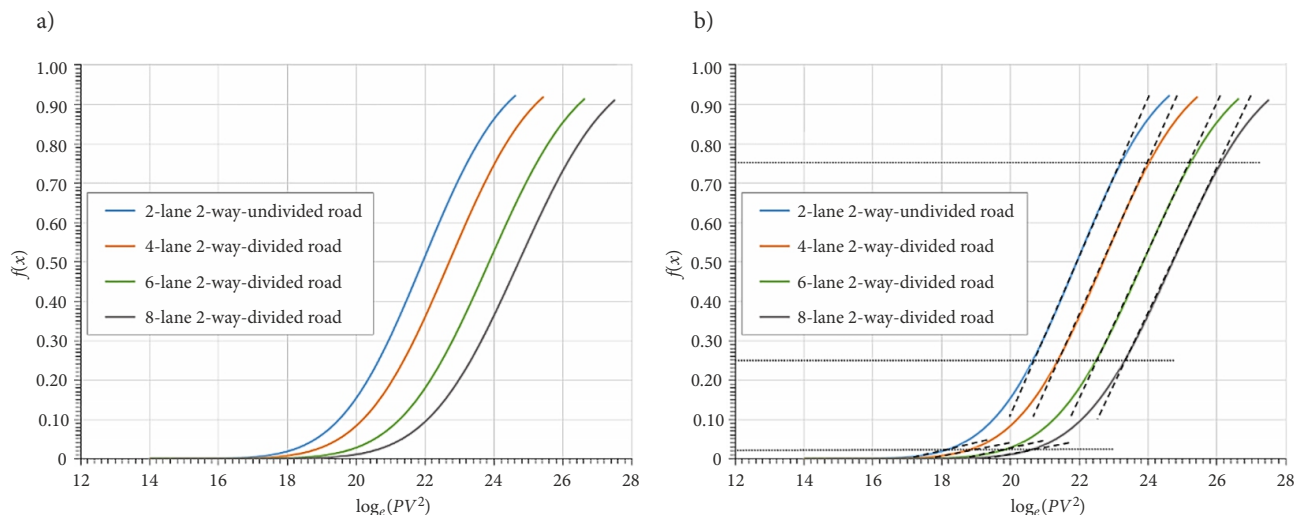 a)
1.00
0.90
0.80
0.70
0.60
0.50
0.40
0.30
0.20
0.10
0
f(x)
2-lane 2-way-undivided road
4-lane 2-way-divided road
6-lane 2-way-divided road
8-lane 2-way-divided road
12 14 16 18 20 22 24 26 28
logₑ(PV²)
b)
1.00
0.90
0.80
0.70
0.60
0.50
0.40
0.30
0.20
0.10
0
f(x)
2-lane 2-way-undivided road
4-lane 2-way-divided road
6-lane 2-way-divided road
8-lane 2-way-divided road
12 14 16 18 20 22 24 26 28
logₑ(PV²)